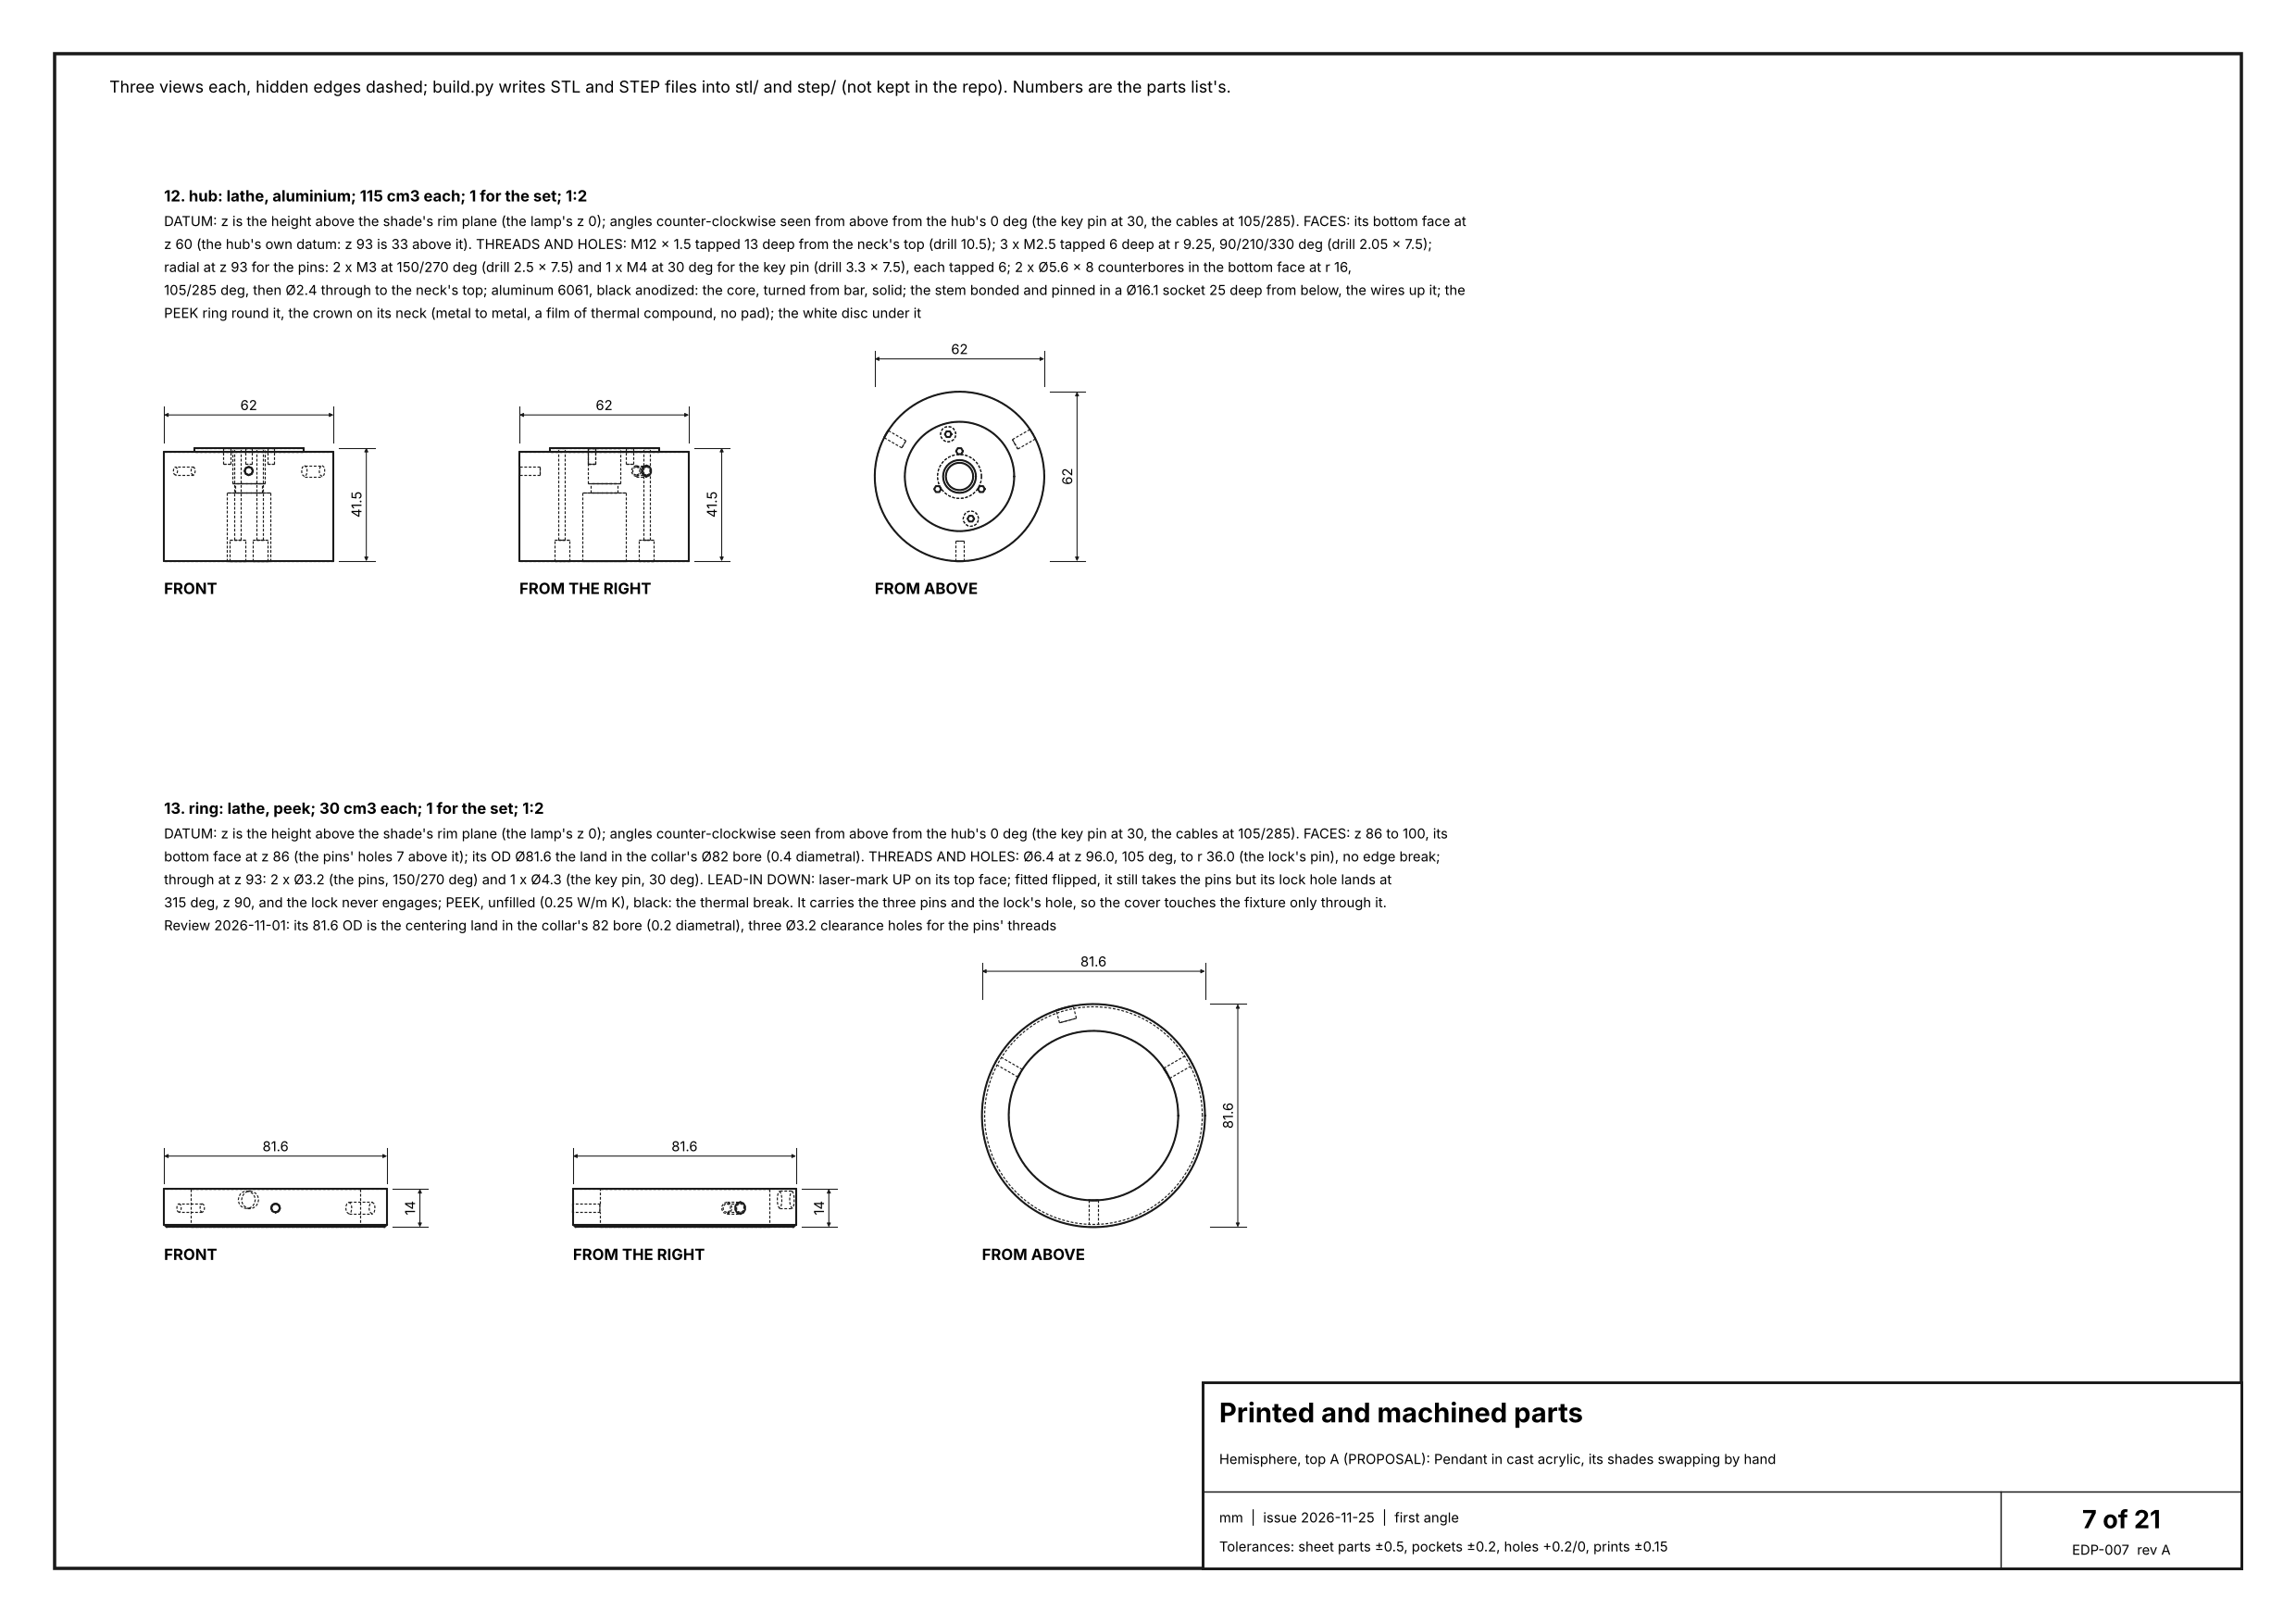 Three views each, hidden edges dashed; build.py writes STL and STEP files into stl/ and step/ (not kept in the repo). Numbers are the parts list's.
12. hub: lathe, aluminium; 115 cm3 each; 1 for the set; 1:2
DATUM: z is the height above the shade's rim plane (the lamp's z 0); angles counter-clockwise seen from above from the hub's 0 deg (the key pin at 30, the cables at 105/285). FACES: its bottom face at
z 60 (the hub's own datum: z 93 is 33 above it). THREADS AND HOLES: M12 × 1.5 tapped 13 deep from the neck's top (drill 10.5); 3 x M2.5 tapped 6 deep at r 9.25, 90/210/330 deg (drill 2.05 × 7.5);
radial at z 93 for the pins: 2 x M3 at 150/270 deg (drill 2.5 × 7.5) and 1 x M4 at 30 deg for the key pin (drill 3.3 × 7.5), each tapped 6; 2 x Ø5.6 × 8 counterbores in the bottom face at r 16,
105/285 deg, then Ø2.4 through to the neck's top; aluminum 6061, black anodized: the core, turned from bar, solid; the stem bonded and pinned in a Ø16.1 socket 25 deep from below, the wires up it; the
PEEK ring round it, the crown on its neck (metal to metal, a film of thermal compound, no pad); the white disc under it
62
62
62
41.5
41.5
62
FRONT
FROM THE RIGHT
FROM ABOVE
13. ring: lathe, peek; 30 cm3 each; 1 for the set; 1:2
DATUM: z is the height above the shade's rim plane (the lamp's z 0); angles counter-clockwise seen from above from the hub's 0 deg (the key pin at 30, the cables at 105/285). FACES: z 86 to 100, its
bottom face at z 86 (the pins' holes 7 above it); its OD Ø81.6 the land in the collar's Ø82 bore (0.4 diametral). THREADS AND HOLES: Ø6.4 at z 96.0, 105 deg, to r 36.0 (the lock's pin), no edge break;
through at z 93: 2 x Ø3.2 (the pins, 150/270 deg) and 1 x Ø4.3 (the key pin, 30 deg). LEAD-IN DOWN: laser-mark UP on its top face; fitted flipped, it still takes the pins but its lock hole lands at
315 deg, z 90, and the lock never engages; PEEK, unfilled (0.25 W/m K), black: the thermal break. It carries the three pins and the lock's hole, so the cover touches the fixture only through it.
Review 2026-11-01: its 81.6 OD is the centering land in the collar's 82 bore (0.2 diametral), three Ø3.2 clearance holes for the pins' threads
81.6
81.6
81.6
14
14
81.6
FRONT
FROM THE RIGHT
FROM ABOVE
Printed and machined parts
Hemisphere, top A (PROPOSAL): Pendant in cast acrylic, its shades swapping by hand
mm | issue 2026-11-25 | first angle
Tolerances: sheet parts ±0.5, pockets ±0.2, holes +0.2/0, prints ±0.15
7 of 21
EDP-007 rev A